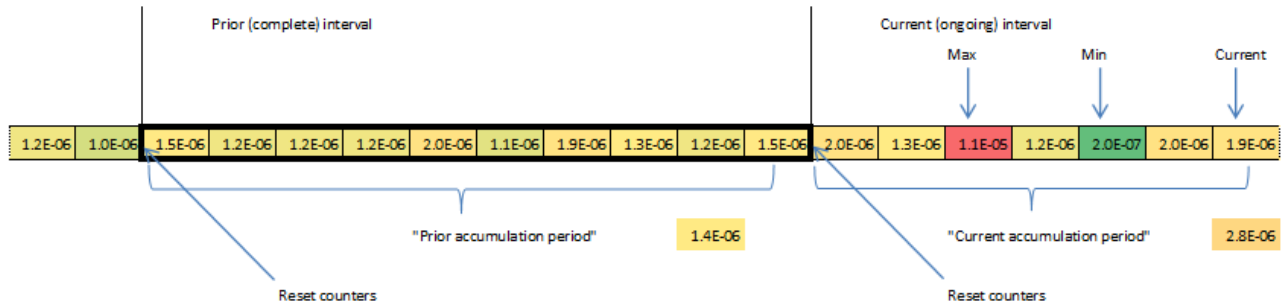 Prior (complete) interval Current (ongoing) interval
Max Min Current
1.2E-06 1.0E-06 1.5E-06 1.2E-06 1.2E-06 1.2E-06 2.0E-06 1.1E-06 1.9E-06 1.3E-06 1.2E-06 1.5E-06 2.0E-06 1.3E-06 1.1E-05 1.2E-06 2.0E-07 2.0E-06 1.9E-06
"Prior accumulation period" 1.4E-06 "Current accumulation period" 2.8E-06
Reset counters Reset counters